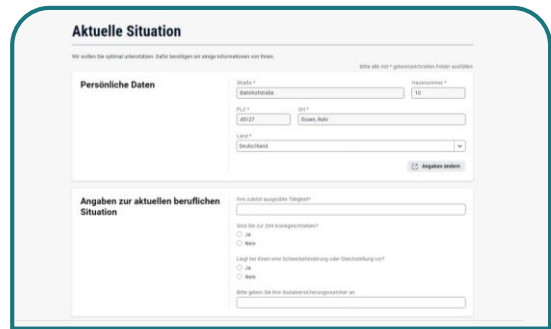 Aktuelle Situation
Wir wollen Sie optimal unterstützen. Dafür benötigen wir einige Informationen von Ihnen.
Bitte alle mit * gekennzeichneten Felder ausfüllen
Persönliche Daten
Straße * Hausnummer *
Bahnhofstraße 10
PLZ * Ort *
45127 Essen, Ruhr
Land *
Deutschland
Angaben ändern
Angaben zur aktuellen beruflichen
Situation
Ihre zuletzt ausgeübte Tätigkeit*
Sind Sie zur Zeit krankgeschrieben?
Ja
Nein
Liegt bei Ihnen eine Schwerbehinderung oder Gleichstellung vor?
Ja
Nein
Bitte geben Sie Ihre Sozialversicherungsnummer an